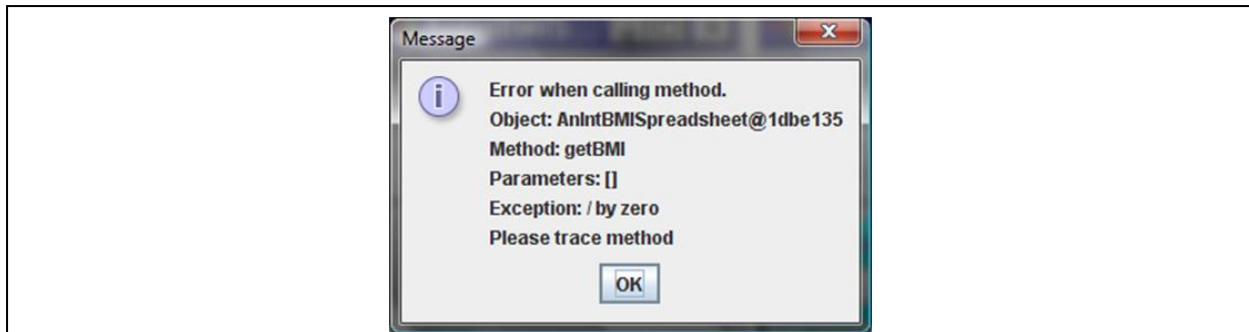 Message
Error when calling method.
Object: AnIntBMISpreadsheet@1dbe135
Method: getBMI
Parameters: []
Exception: / by zero
Please trace method
OK